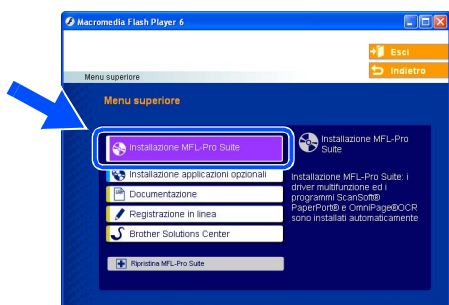 Macromedia Flash Player 6
Esci
Indietro
Menu superiore
Menu superiore
Installazione MFL-Pro Suite
Installazione applicazioni opzionali
Documentazione
Registrazione in linea
Brother Solutions Center
Ripristina MFL-Pro Suite
Installazione MFL-Pro
Suite
Installazione MFL-Pro Suite: i
driver multifunzione ed i
programmi ScanSoft®
PaperPort® e OmniPage®OCR
sono installati automaticamente